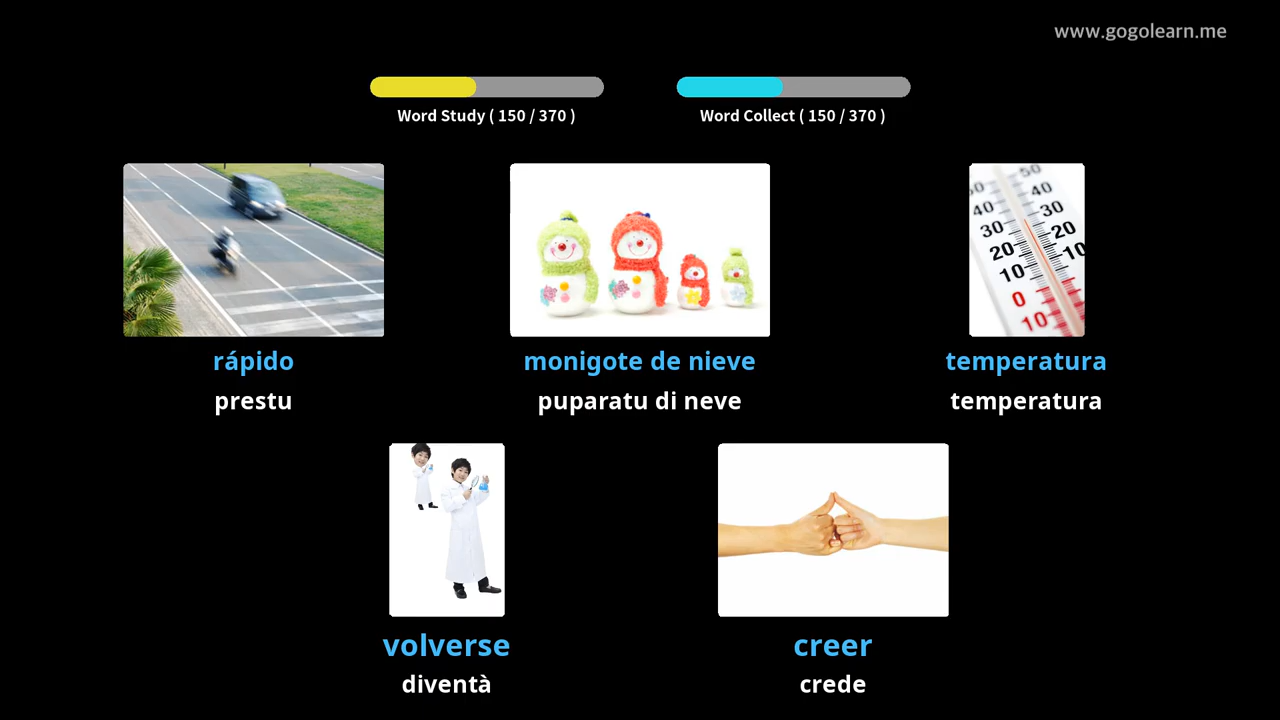 www.gogolearn.me
Word Study ( 150 / 370 )
Word Collect ( 150 / 370 )
rápido
prestu
monigote de nieve
puparatu di neve
temperatura
temperatura
volverse
diventà
creer
crede